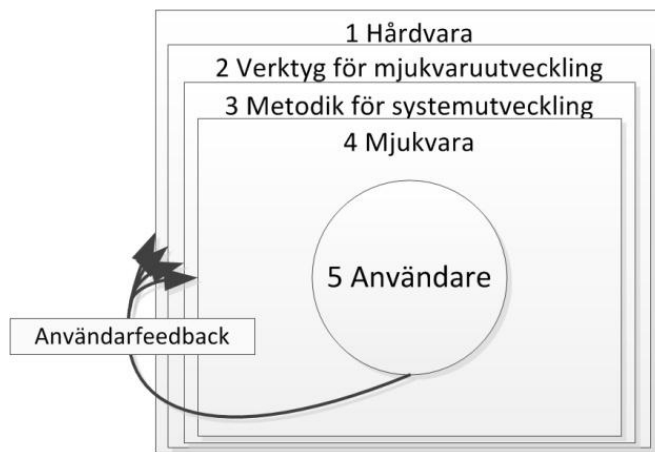 1 Hårdvara
2 Verktyg för mjukvaruutveckling
3 Metodik för systemutveckling
4 Mjukvara
5 Användare
Användarfeedback